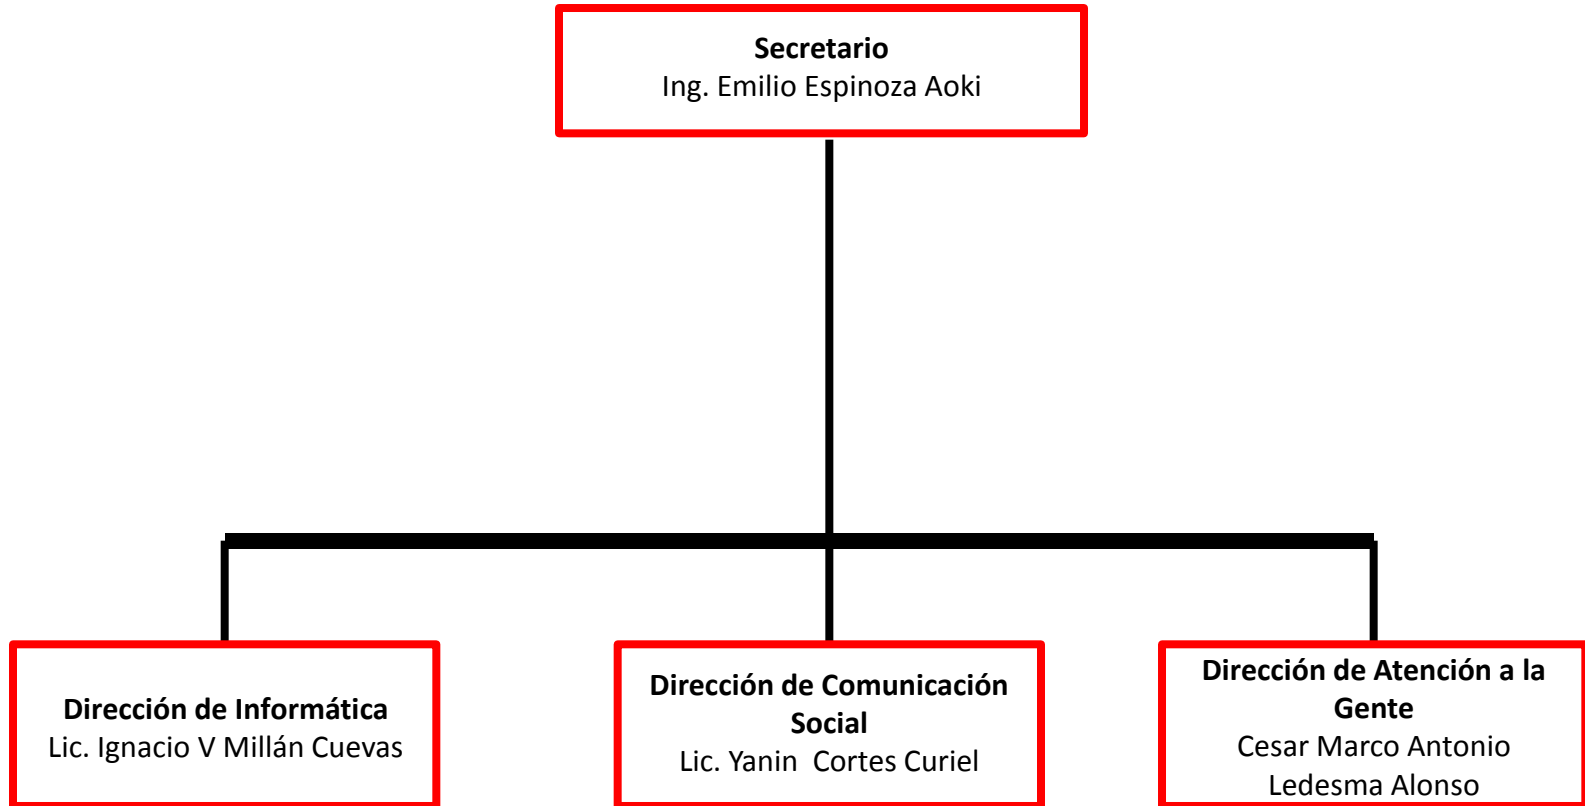 Secretario
Ing. Emilio Espinoza Aoki
Dirección de Informática
Lic. Ignacio V Millán Cuevas
Dirección de Comunicación
Social
Lic. Yanin  Cortes Curiel
Dirección de Atención a la
Gente
Cesar Marco Antonio
Ledesma Alonso